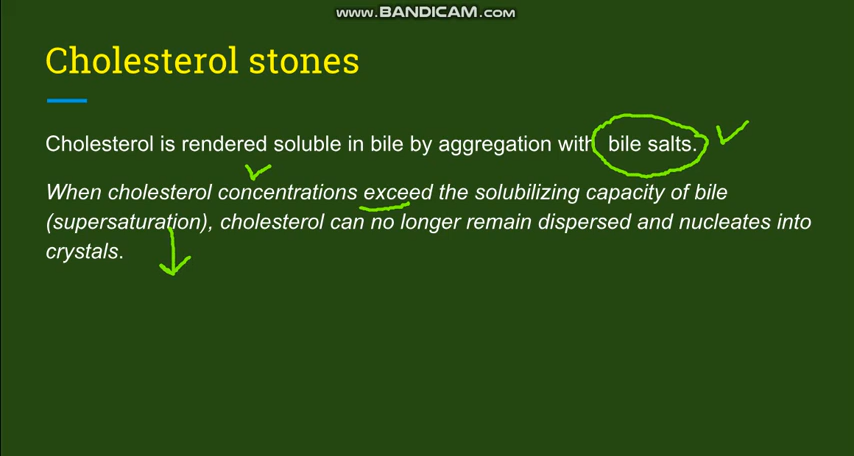 www.BANDICAM.com
Cholesterol stones
Cholesterol is rendered soluble in bile by aggregation with bile salts.
When cholesterol concentrations exceed the solubilizing capacity of bile
(supersaturation), cholesterol can no longer remain dispersed and nucleates into
crystals.